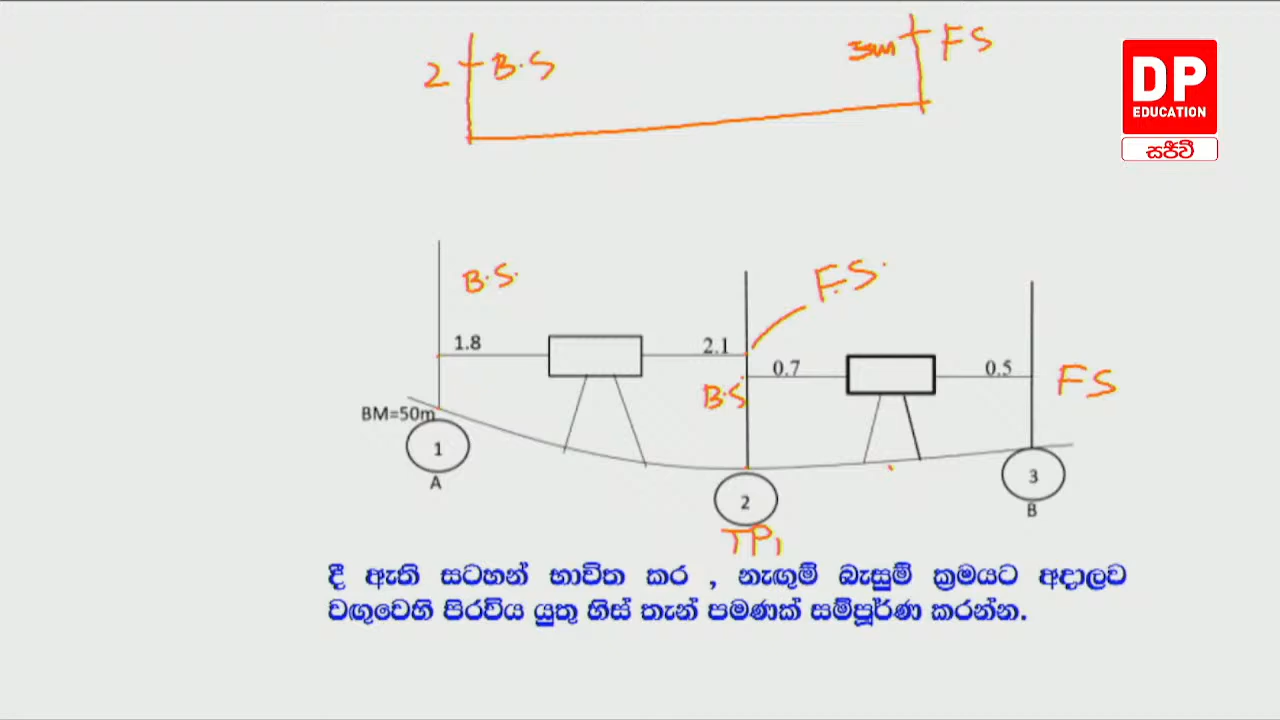 2 B.S 3m FS
DP
EDUCATION
සජීවී
B.S. F.S.
1.8 2.1 0.7 0.5
B.S FS
BM=50m
1 2 3
A B
TP1
දී ඇති සටහන් භාවිත කර , නැඟුම් බැසුම් ක්‍රමයට අදාලව
වගුවෙහි පිරවිය යුතු හිස් තැන් පමණක් සම්පූර්ණ කරන්න.